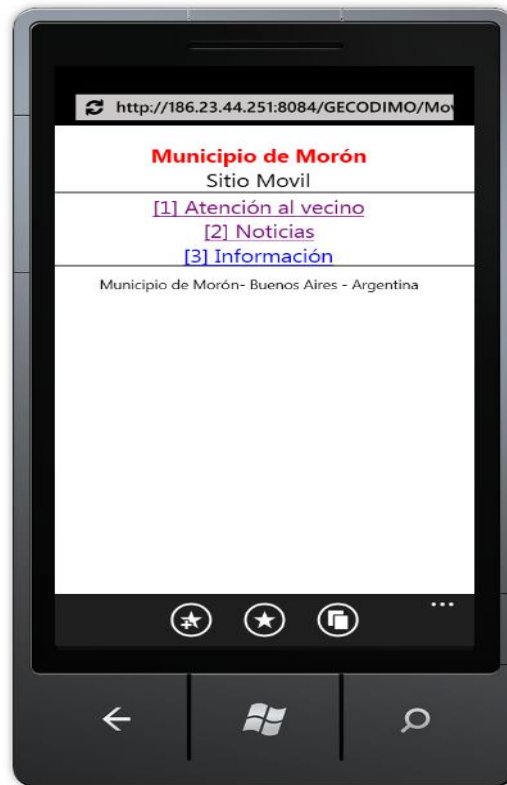 http://186.23.44.251:8084/GECODIMO/Mov
Municipio de Morón
Sitio Movil
[1] Atención al vecino
[2] Noticias
[3] Información
Municipio de Morón- Buenos Aires - Argentina